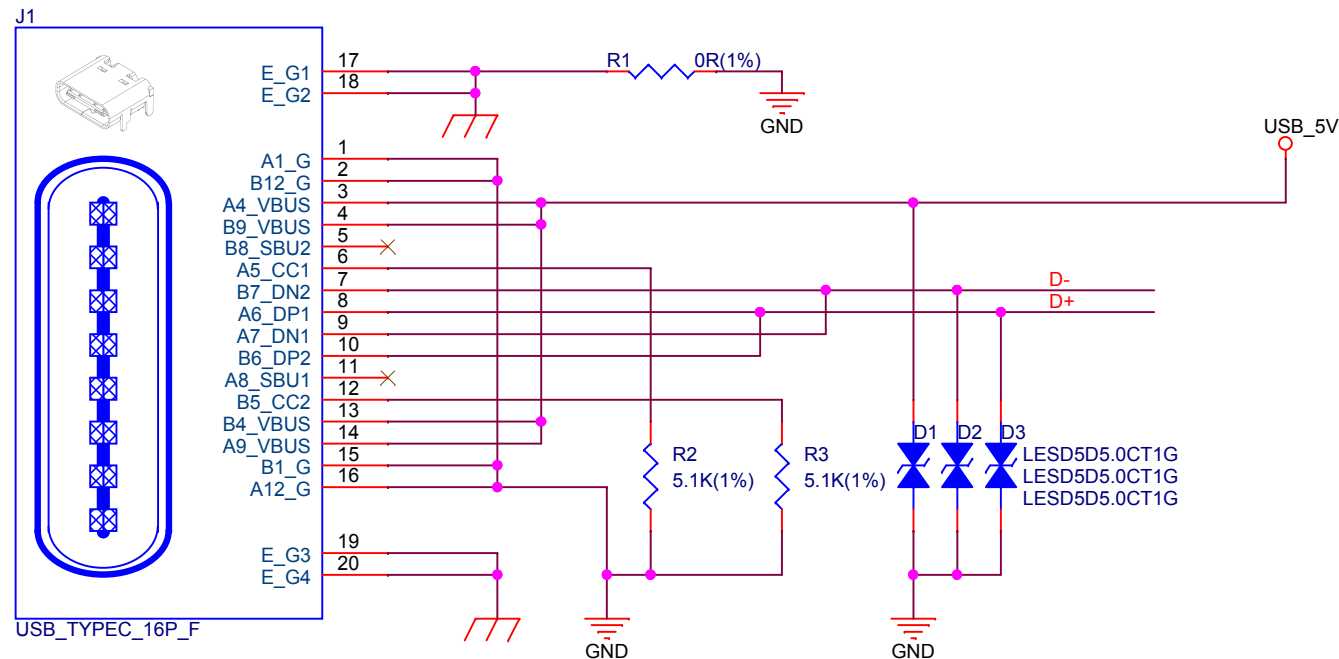 J1
E_G1 17
E_G2 18
R1 0R(1%)
GND
USB_5V
A1_G 1
B12_G 2
A4_VBUS 3
B9_VBUS 4
B8_SBU2 5
A5_CC1 6
B7_DN2 7
A6_DP1 8
A7_DN1 9
B6_DP2 10
A8_SBU1 11
B5_CC2 12
B4_VBUS 13
A9_VBUS 14
B1_G 15
A12_G 16
D-
D+
R2
5.1K(1%)
R3
5.1K(1%)
D1 D2 D3
LESD5D5.0CT1G
LESD5D5.0CT1G
LESD5D5.0CT1G
E_G3 19
E_G4 20
USB_TYPEC_16P_F
GND
GND